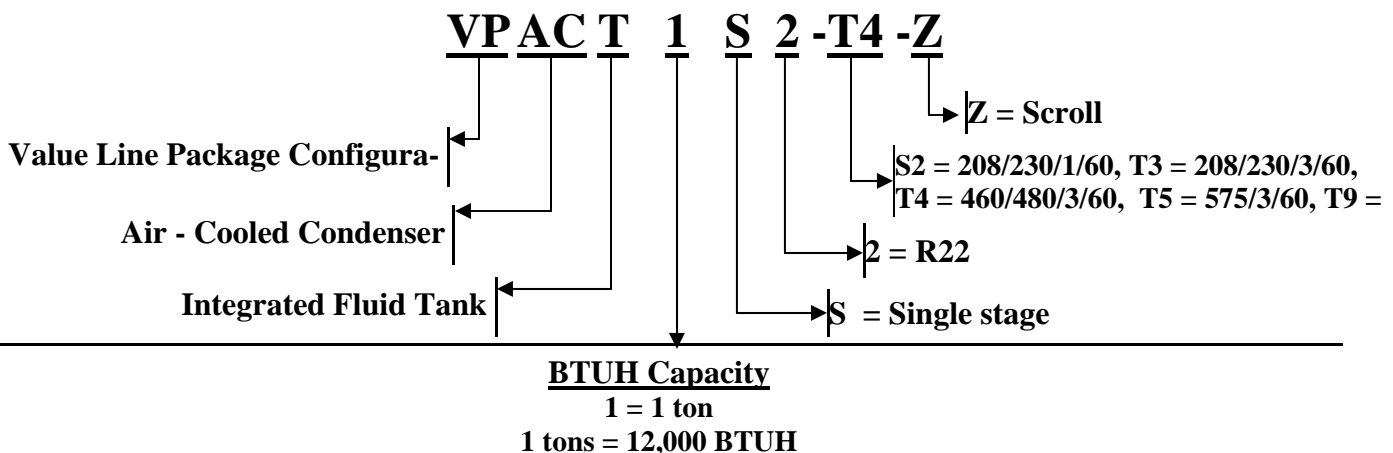 VP AC T 1 S 2 -T4 -Z
Z = Scroll
Value Line Package Configura-
S2 = 208/230/1/60, T3 = 208/230/3/60,
T4 = 460/480/3/60, T5 = 575/3/60, T9 =
Air - Cooled Condenser
2 = R22
Integrated Fluid Tank
S = Single stage
BTUH Capacity
1 = 1 ton
1 tons = 12,000 BTUH